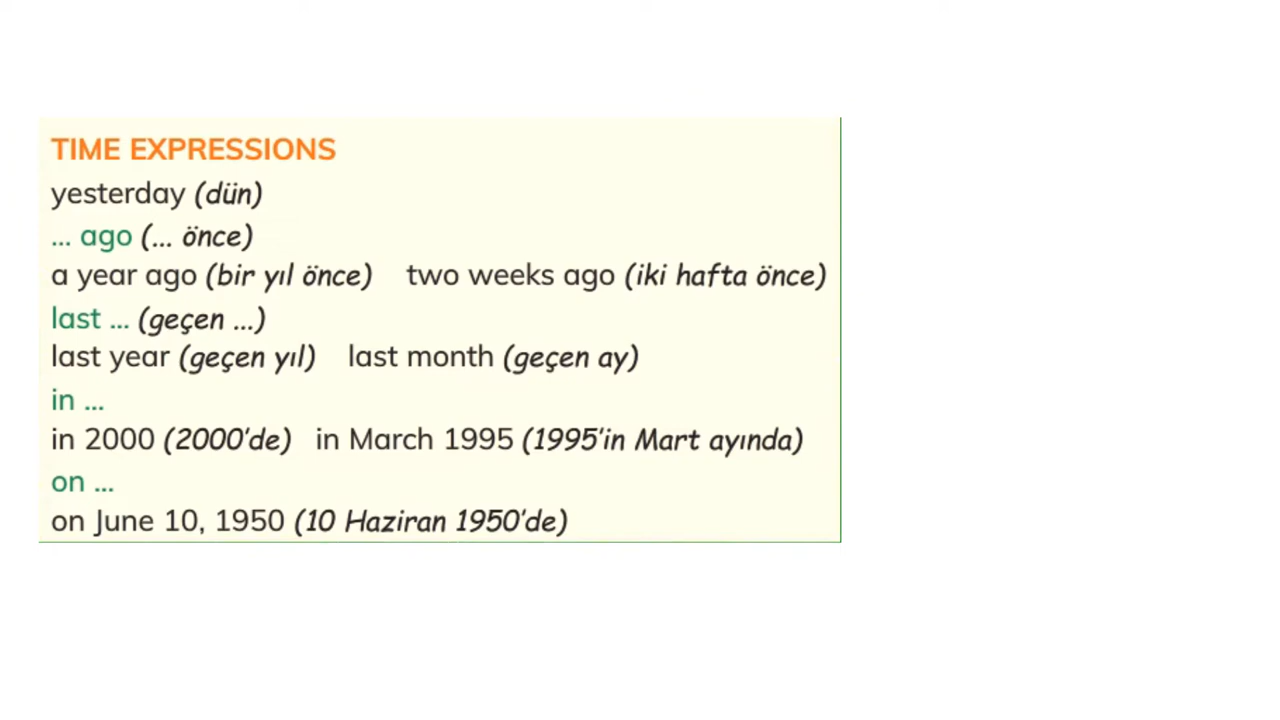 TIME EXPRESSIONS
yesterday (dün)
... ago (... önce)
a year ago (bir yıl önce) two weeks ago (iki hafta önce)
last ... (geçen ...)
last year (geçen yıl) last month (geçen ay)
in ...
in 2000 (2000'de) in March 1995 (1995'in Mart ayında)
on ...
on June 10, 1950 (10 Haziran 1950'de)